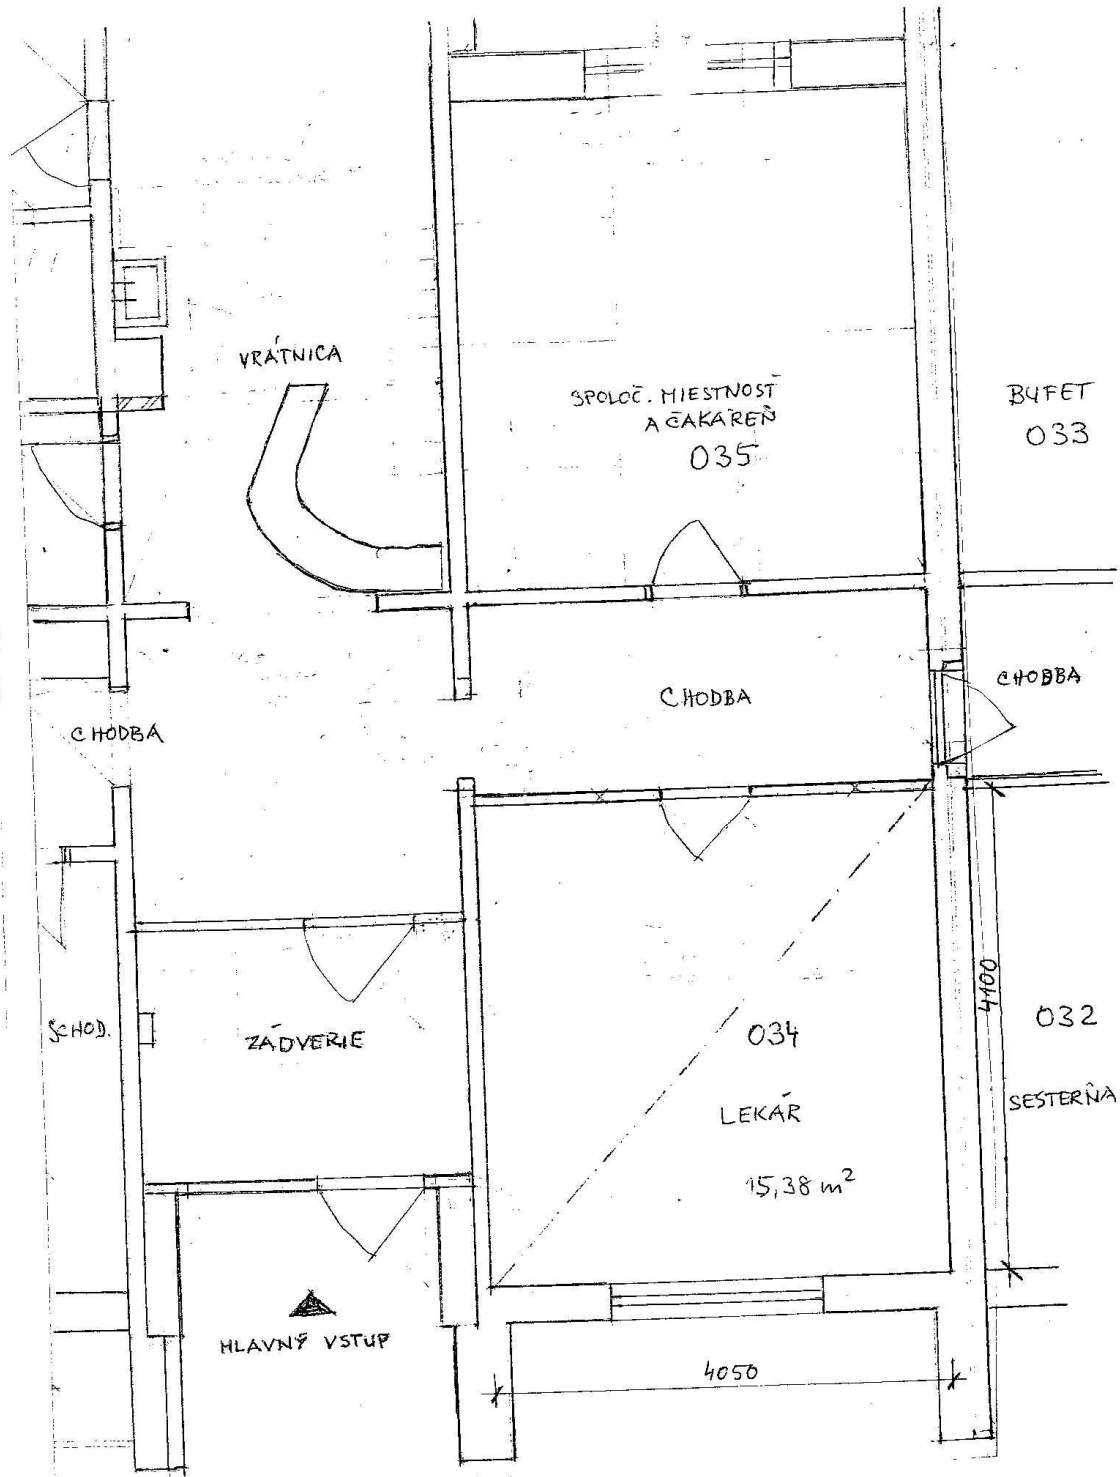 VRÁTNICA
SPOLOČ. MIESTNOSŤ
A ČAKÁREŇ
035
BUFET
033
CHODBA
CHODBA
CHODBA
4100
SCHOD.
ZÁDVERIE
034
LEKÁR
15,38 m²
032
SESTERŇA
HLAVNÝ VSTUP
4050